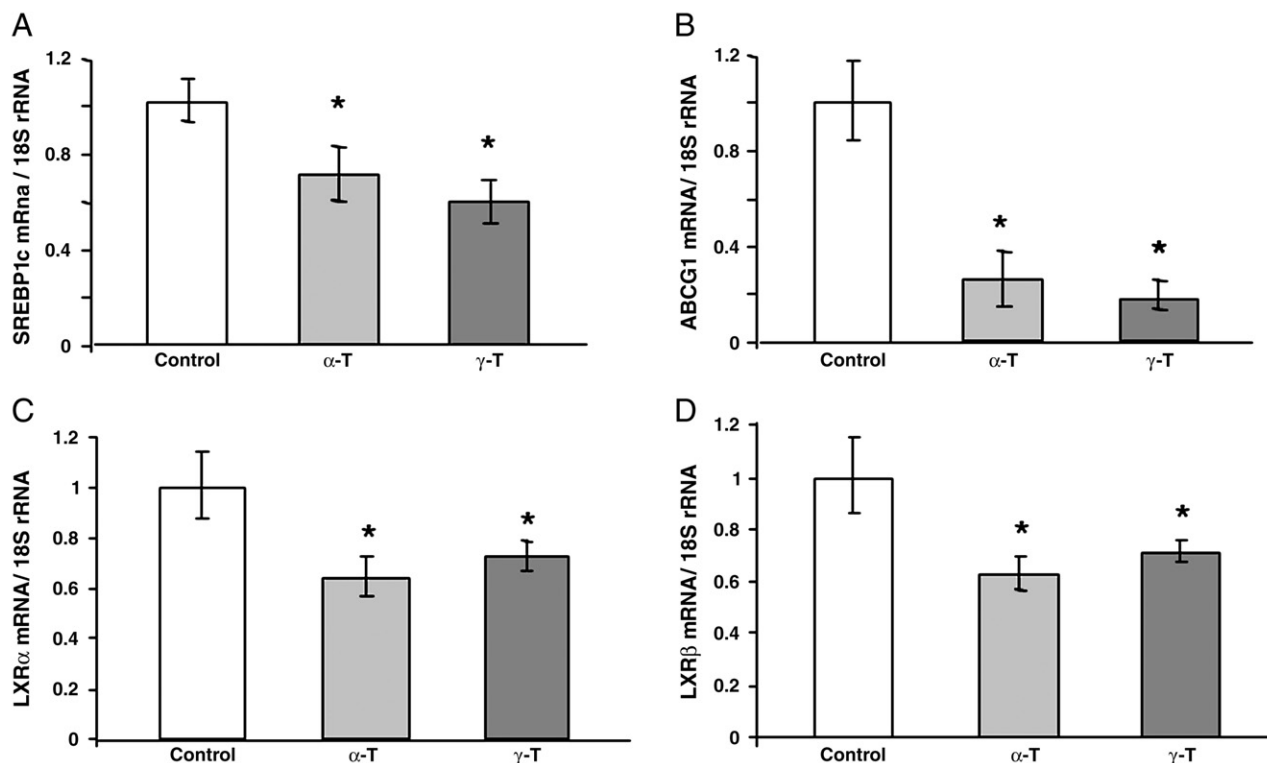 A
SREBP1c mRna / 18S rRNA
1.2
0.8
0.4
0
*
*
Control
α-T
γ-T
B
ABCG1 mRNA/ 18S rRNA
1.2
0.8
0.4
0
*
*
Control
α-T
γ-T
C
LXRα mRNA/ 18S rRNA
1.2
1
0.8
0.6
0.4
0.2
0
*
*
Control
α-T
γ-T
D
LXRβ mRNA/ 18S rRNA
1.2
1
0.8
0.6
0.4
0.2
0
*
*
Control
α-T
γ-T